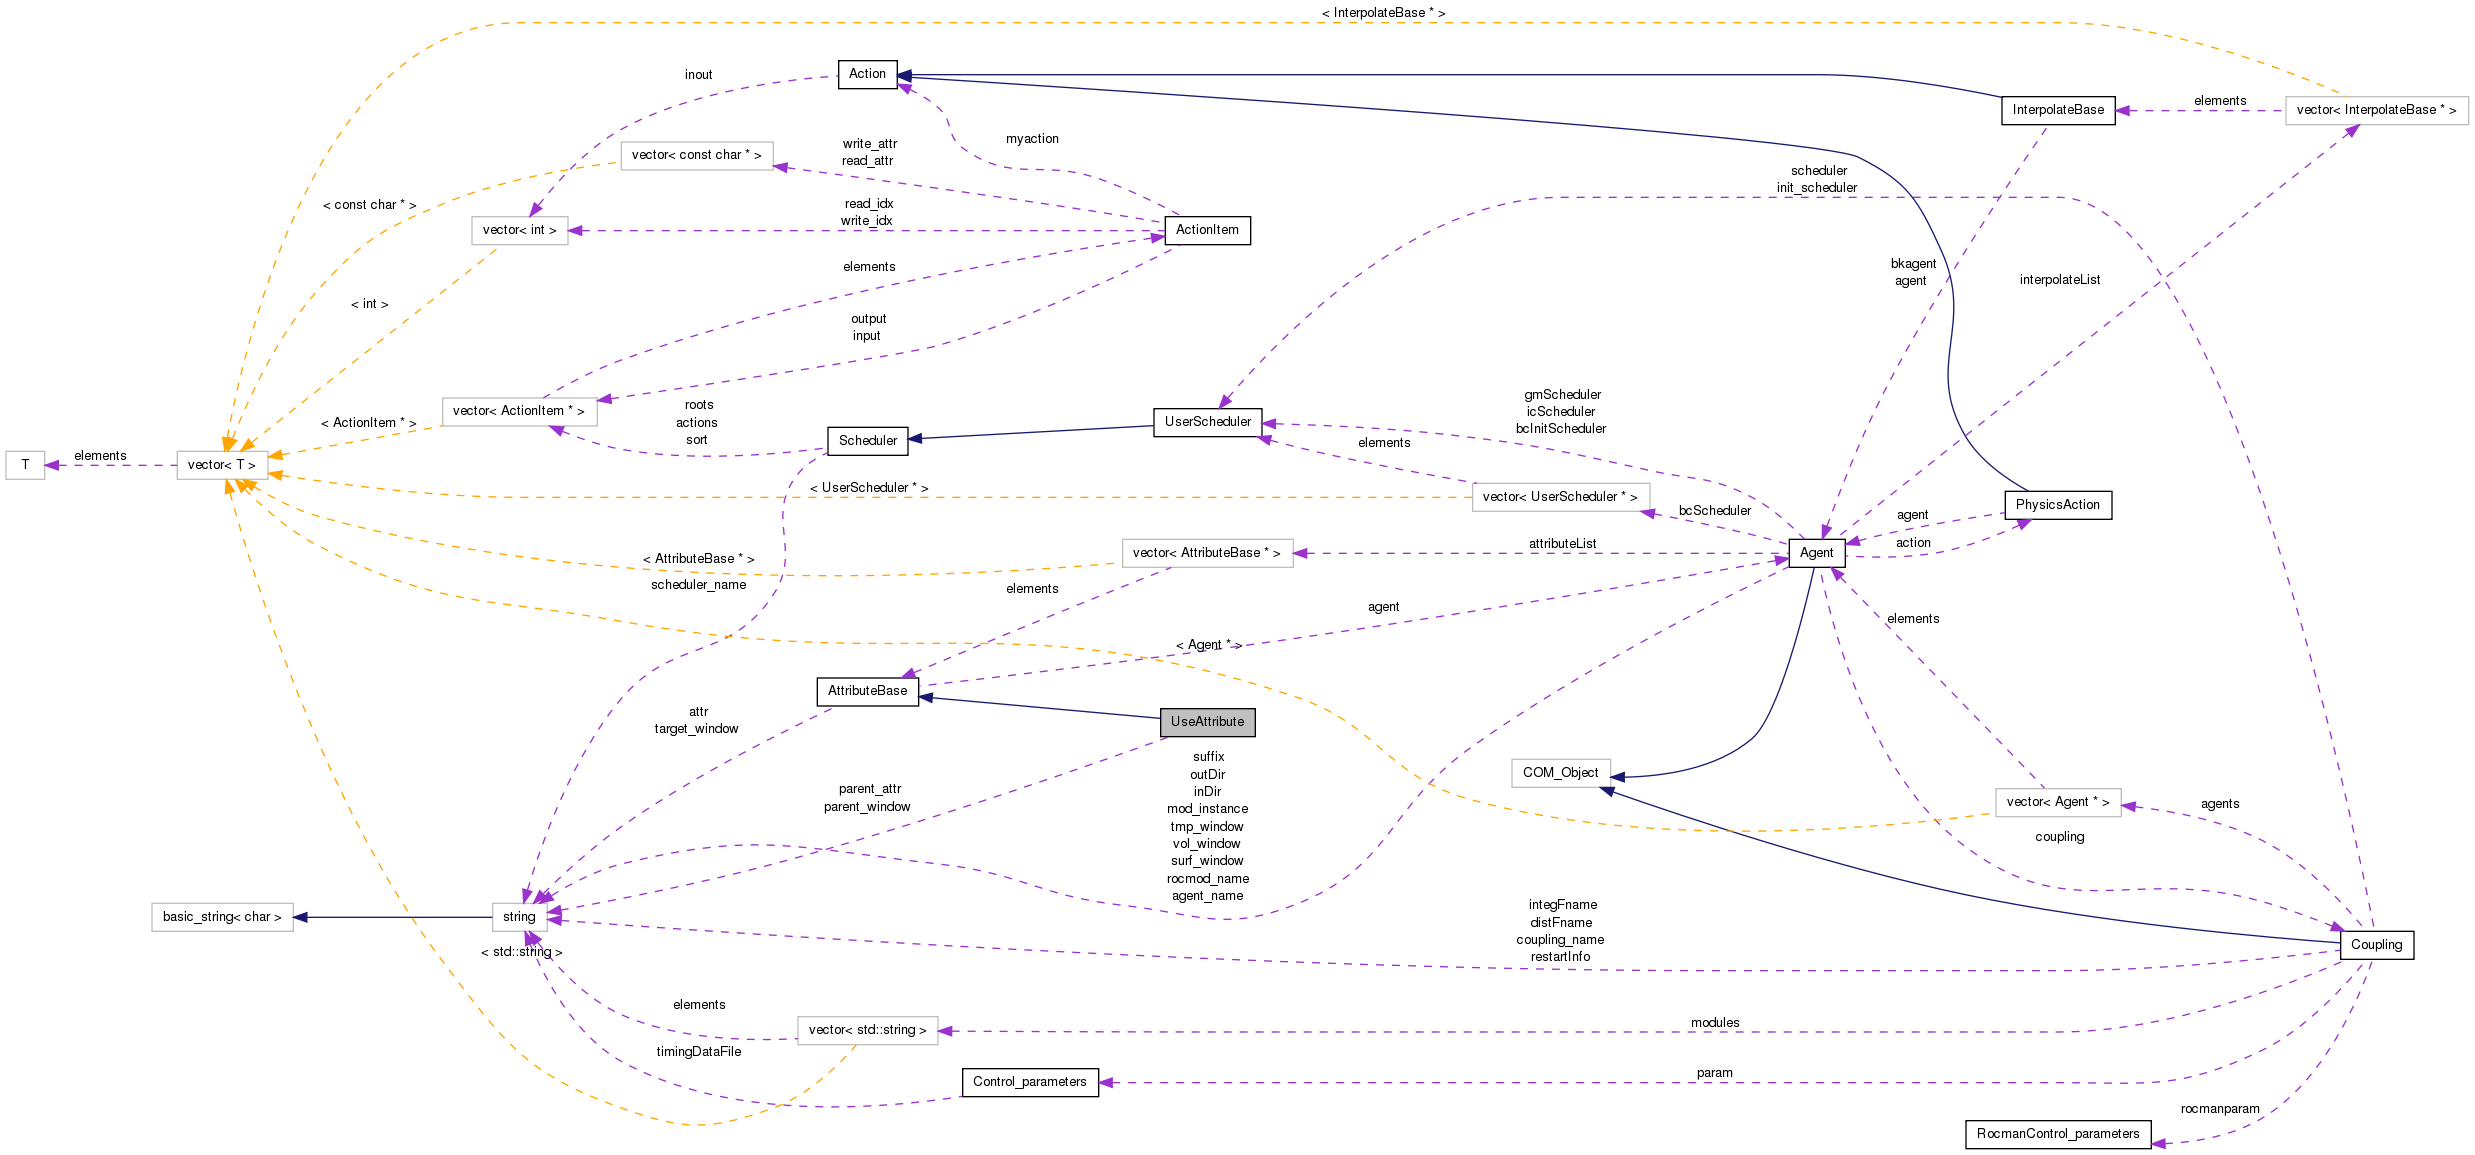 < InterpolateBase * >
Action
inout
InterpolateBase
elements
vector< InterpolateBase * >
myaction
write_attr
read_attr
vector< const char * >
scheduler
init_scheduler
< const char * >
read_idx
write_idx
vector< int >
ActionItem
elements
bkagent
agent
interpolateList
< int >
output
input
gmScheduler
icScheduler
bcInitScheduler
vector< ActionItem * >
roots
actions
sort
< ActionItem * >
UserScheduler
Scheduler
elements
T
elements
vector< T >
< UserScheduler * >
vector< UserScheduler * >
bcScheduler
PhysicsAction
agent
action
Agent
attributeList
vector< AttributeBase * >
< AttributeBase * >
scheduler_name
elements
agent
elements
< Agent * >
AttributeBase
attr
target_window
UseAttribute
suffix
outDir
inDir
mod_instance
tmp_window
vol_window
surf_window
rocmod_name
agent_name
COM_Object
parent_attr
parent_window
vector< Agent * >
agents
coupling
basic_string< char >
string
integFname
distFname
coupling_name
restartInfo
Coupling
< std::string >
elements
vector< std::string >
modules
timingDataFile
Control_parameters
param
rocmanparam
RocmanControl_parameters